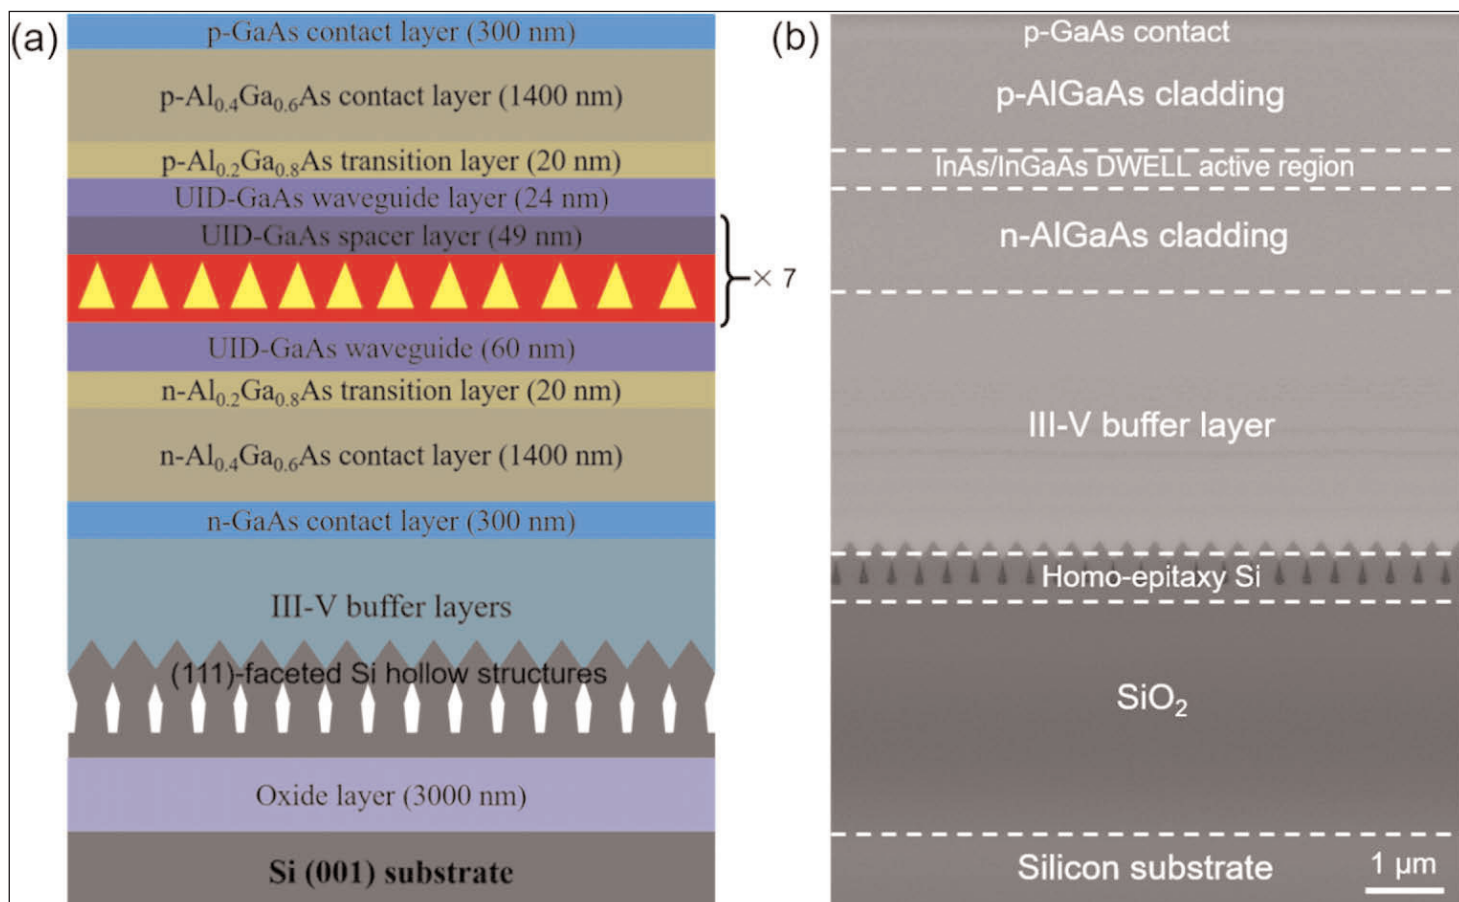 (a)
p-GaAs contact layer (300 nm)
p-Al₀.₄Ga₀.₆As contact layer (1400 nm)
p-Al₀.₂Ga₀.₈As transition layer (20 nm)
UID-GaAs waveguide layer (24 nm)
UID-GaAs spacer layer (49 nm)
× 7
UID-GaAs waveguide (60 nm)
n-Al₀.₂Ga₀.₈As transition layer (20 nm)
n-Al₀.₄Ga₀.₆As contact layer (1400 nm)
n-GaAs contact layer (300 nm)
III-V buffer layers
(111)-faceted Si hollow structures
Oxide layer (3000 nm)
Si (001) substrate
(b)
p-GaAs contact
p-AlGaAs cladding
InAs/InGaAs DWELL active region
n-AlGaAs cladding
III-V buffer layer
Homo-epitaxy Si
SiO₂
Silicon substrate
1 μm